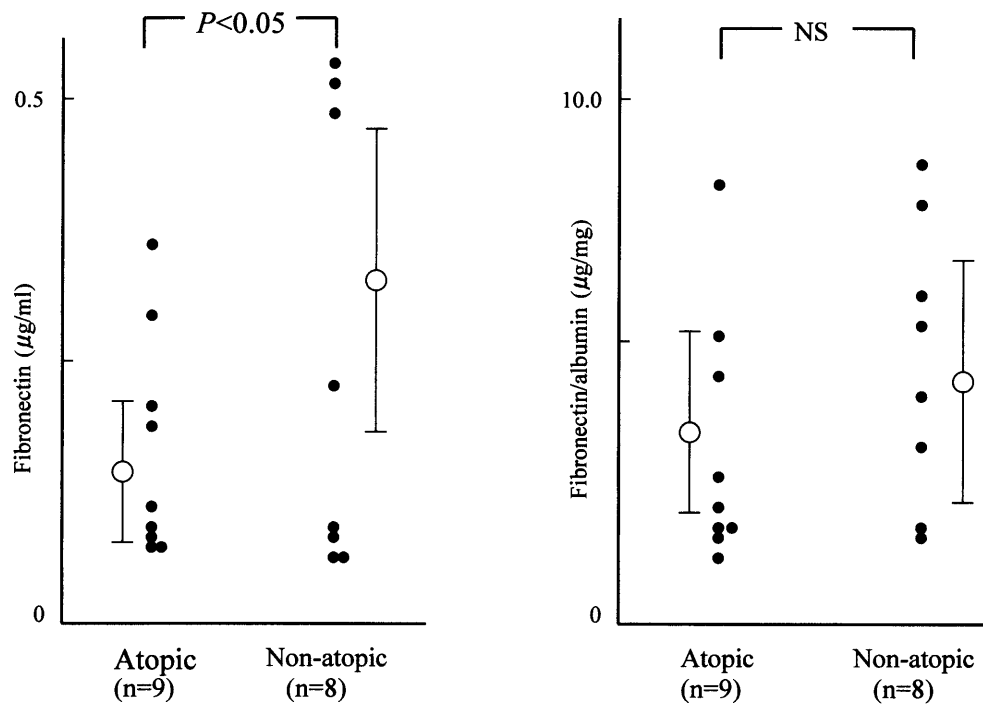 P<0.05
0.5
Fibronectin (μg/ml)
0
Atopic
(n=9)
Non-atopic
(n=8)
NS
10.0
Fibronectin/albumin (μg/mg)
0
Atopic
(n=9)
Non-atopic
(n=8)